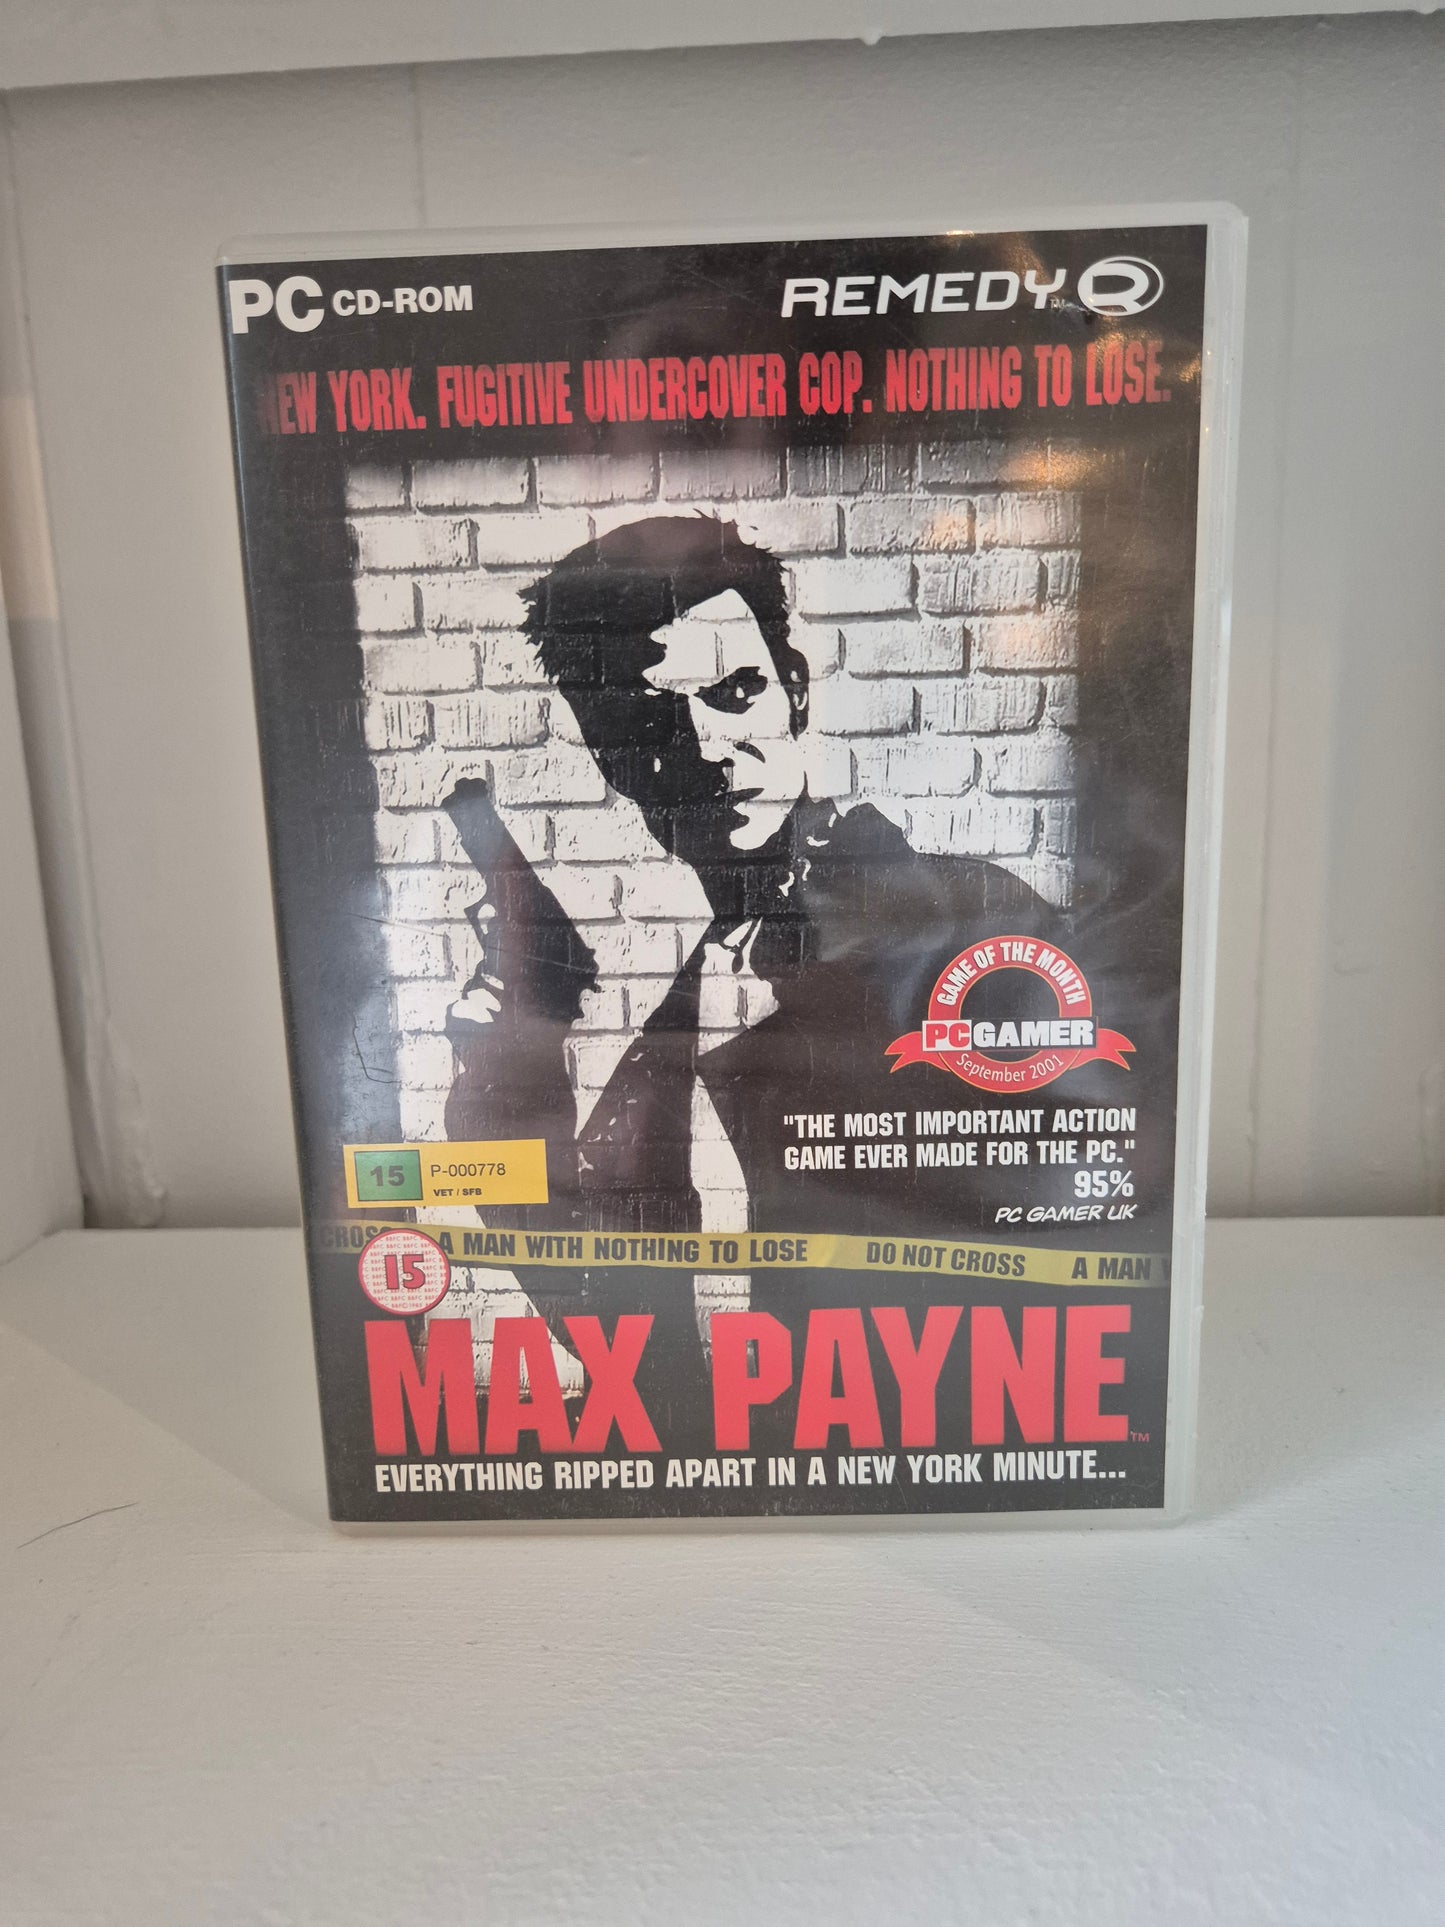 PC CD-ROM
REMEDY R TM
NEW YORK. FUGITIVE UNDERCOVER COP. NOTHING TO LOSE.
GAME OF THE MONTH
PC GAMER
September 2001
"THE MOST IMPORTANT ACTION
GAME EVER MADE FOR THE PC."
95%
PC GAMER UK
15 P-000778
VET / SFB
CROSS A MAN WITH NOTHING TO LOSE DO NOT CROSS A MAN
15
MAX PAYNE TM
EVERYTHING RIPPED APART IN A NEW YORK MINUTE...